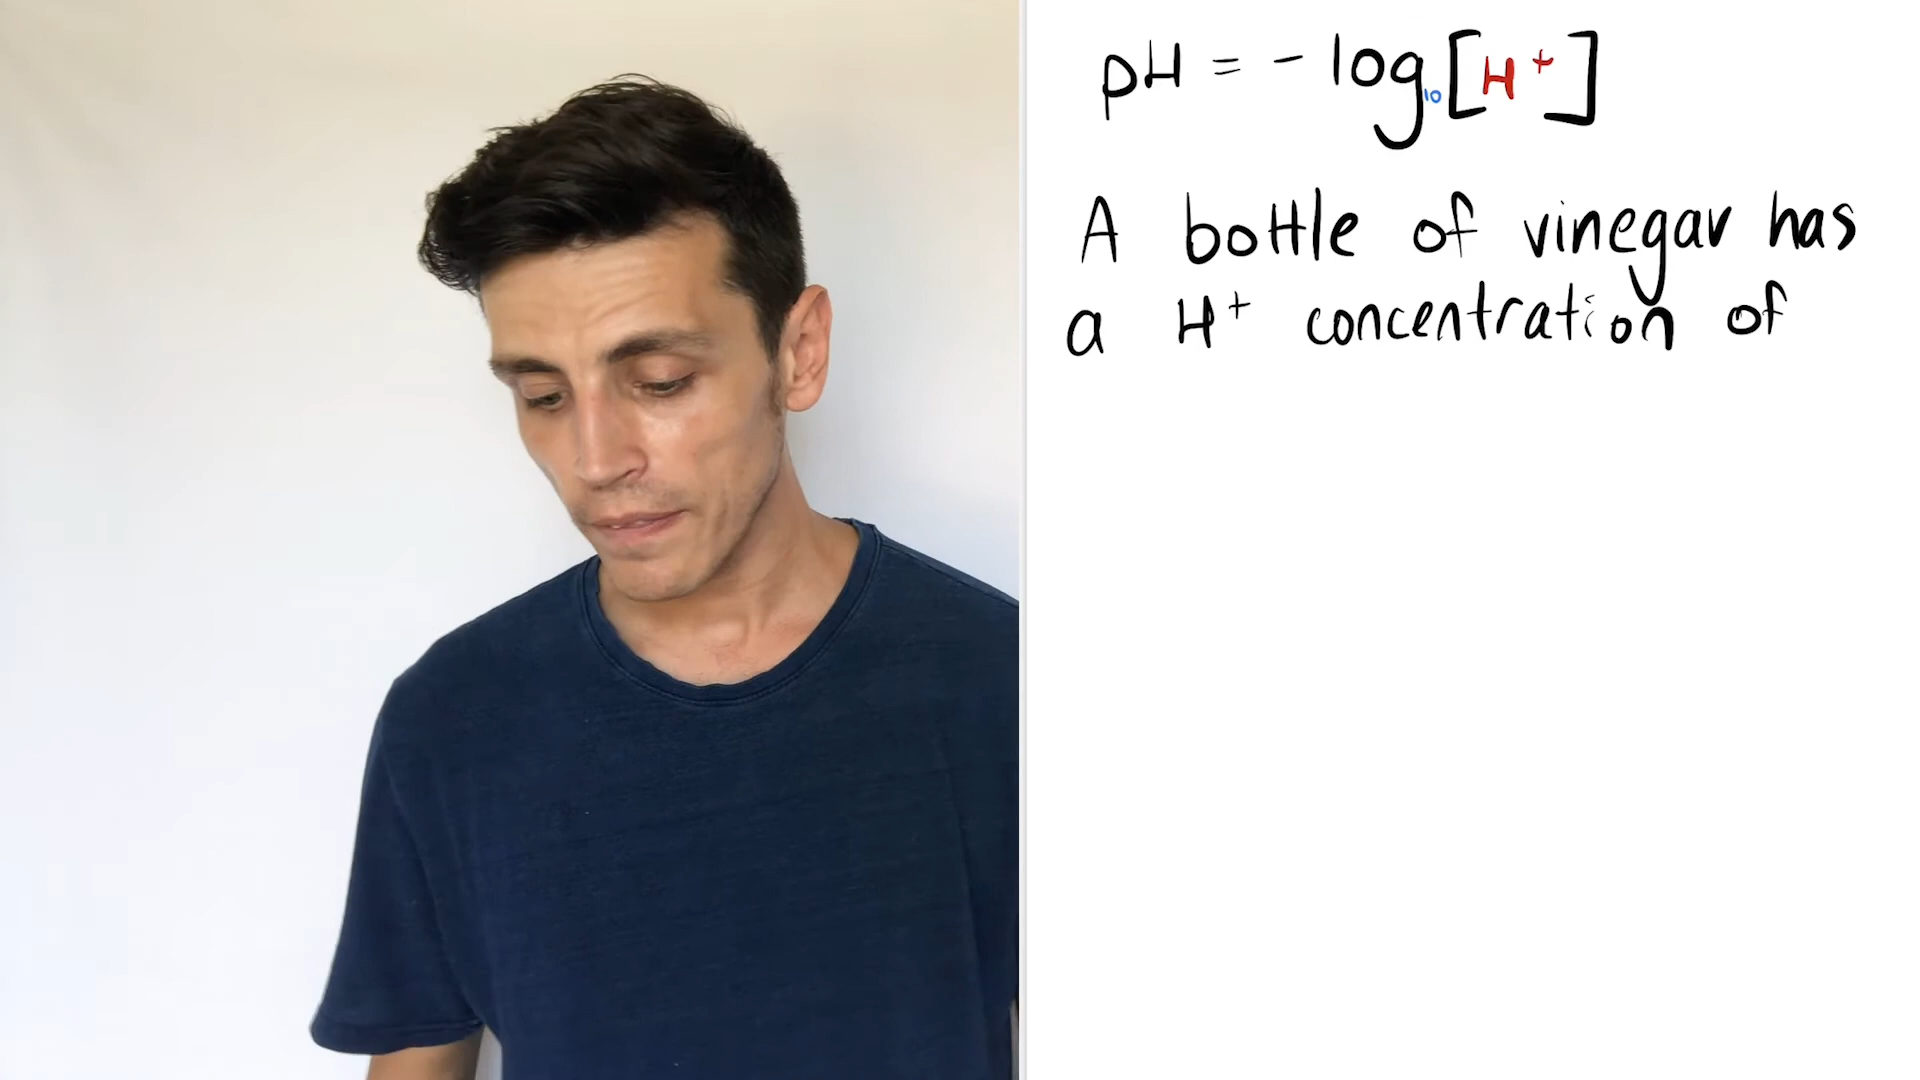 pH = - log₁₀[H⁺]
A bottle of vinegar has
a H⁺ concentration of